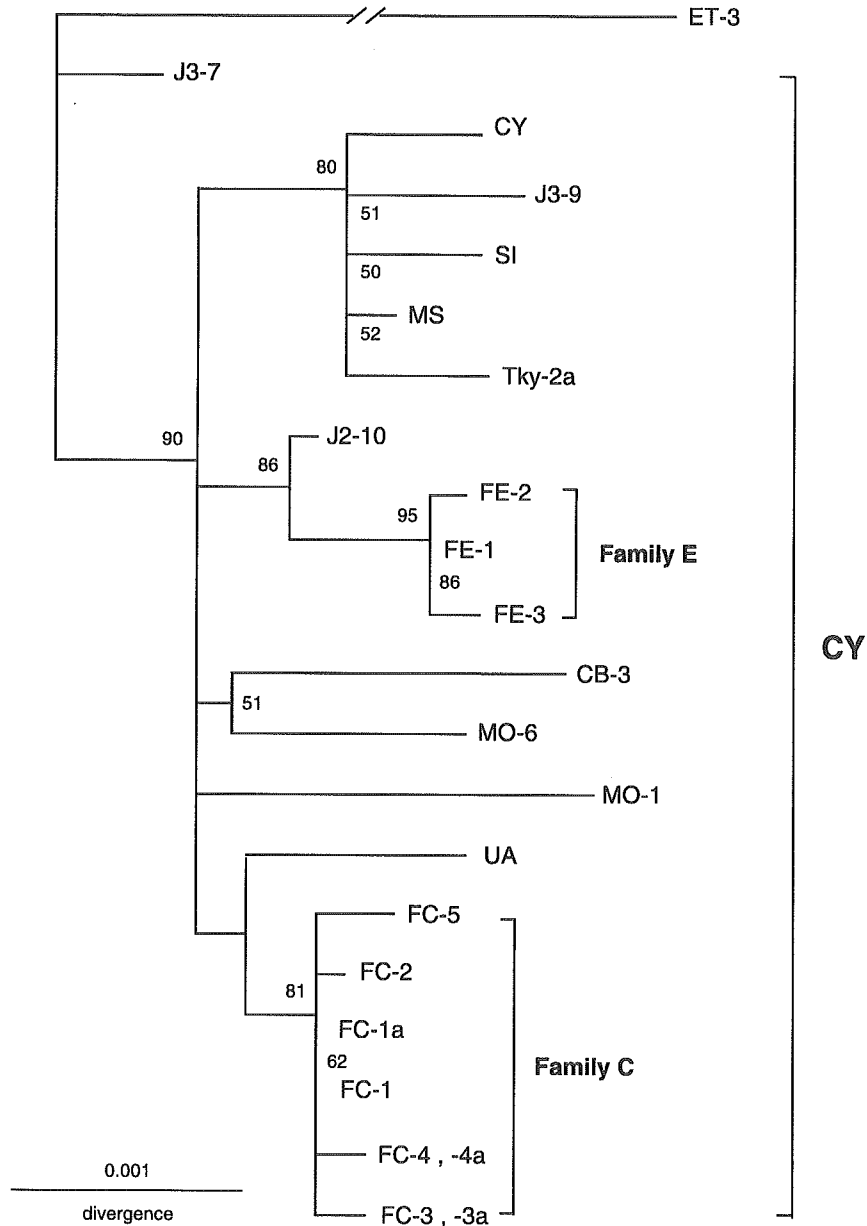 ET-3
J3-7
CY
80
J3-9
51
SI
50
MS
52
Tky-2a
90
J2-10
86
FE-2
95
FE-1
Family E
86
FE-3
CY
CB-3
51
MO-6
MO-1
UA
FC-5
FC-2
81
FC-1a
62
Family C
FC-1
FC-4 , -4a
0.001
FC-3 , -3a
divergence